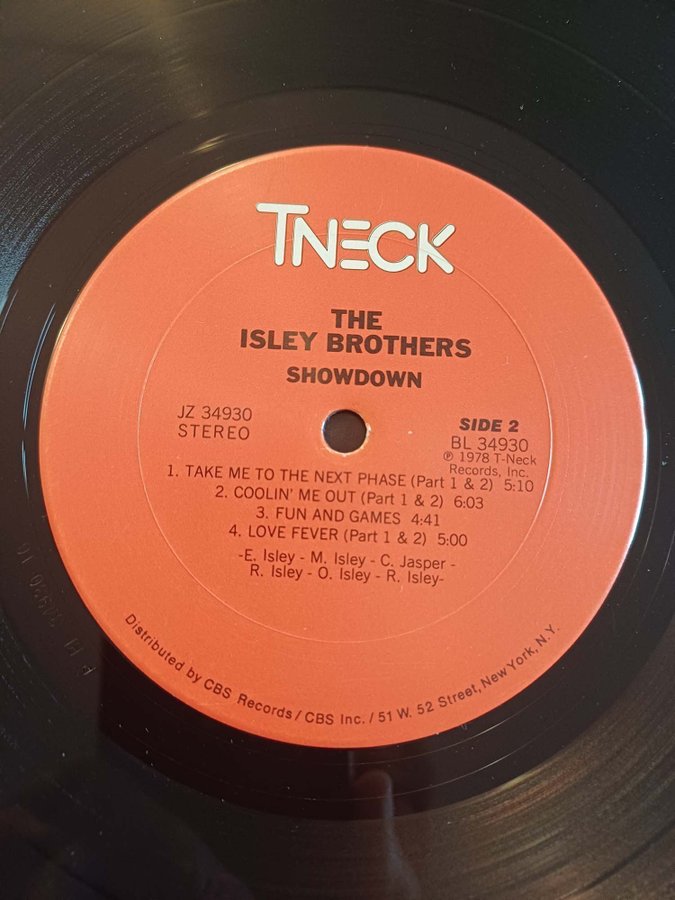 TNECK
THE
ISLEY BROTHERS
SHOWDOWN
JZ 34930
STEREO
SIDE 2
BL 34930
℗ 1978 T-Neck
Records, Inc.
1. TAKE ME TO THE NEXT PHASE (Part 1 & 2) 5:10
2. COOLIN' ME OUT (Part 1 & 2) 6:03
3. FUN AND GAMES 4:41
4. LOVE FEVER (Part 1 & 2) 5:00
-E. Isley - M. Isley - C. Jasper -
R. Isley - O. Isley - R. Isley-
Distributed by CBS Records / CBS Inc. / 51 W. 52 Street, New York, N.Y.